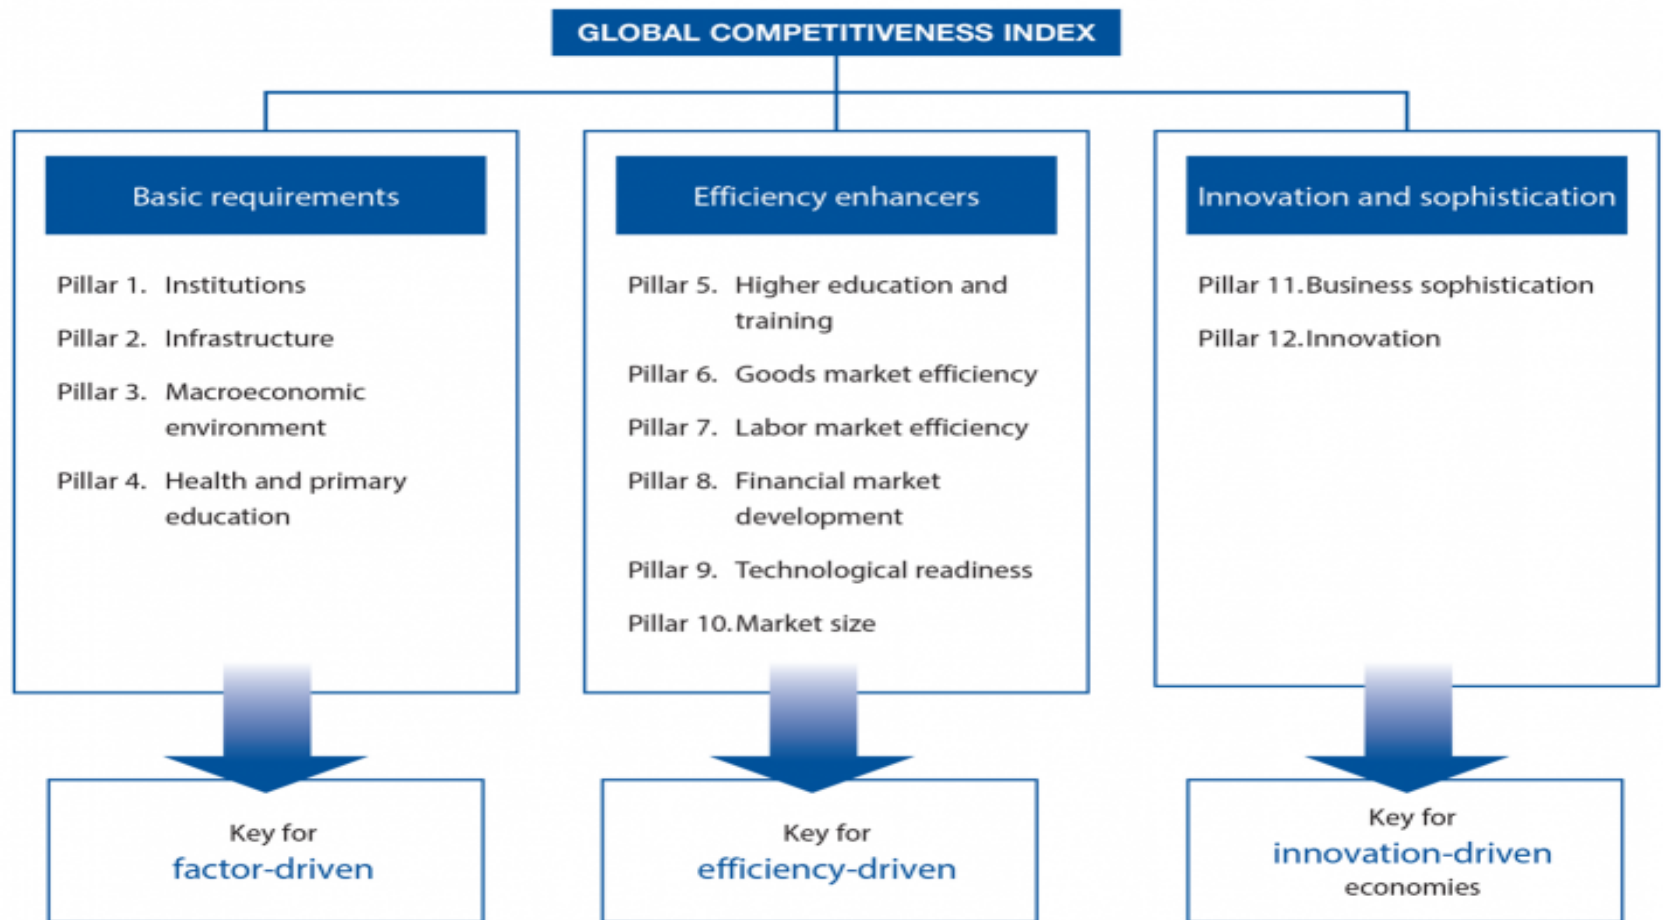 GLOBAL COMPETITIVENESS INDEX
Basic requirements
Pillar 1. Institutions
Pillar 2. Infrastructure
Pillar 3. Macroeconomic
environment
Pillar 4. Health and primary
education
Key for
factor-driven
Efficiency enhancers
Pillar 5. Higher education and
training
Pillar 6. Goods market efficiency
Pillar 7. Labor market efficiency
Pillar 8. Financial market
development
Pillar 9. Technological readiness
Pillar 10. Market size
Key for
efficiency-driven
Innovation and sophistication
Pillar 11. Business sophistication
Pillar 12. Innovation
Key for
innovation-driven
economies